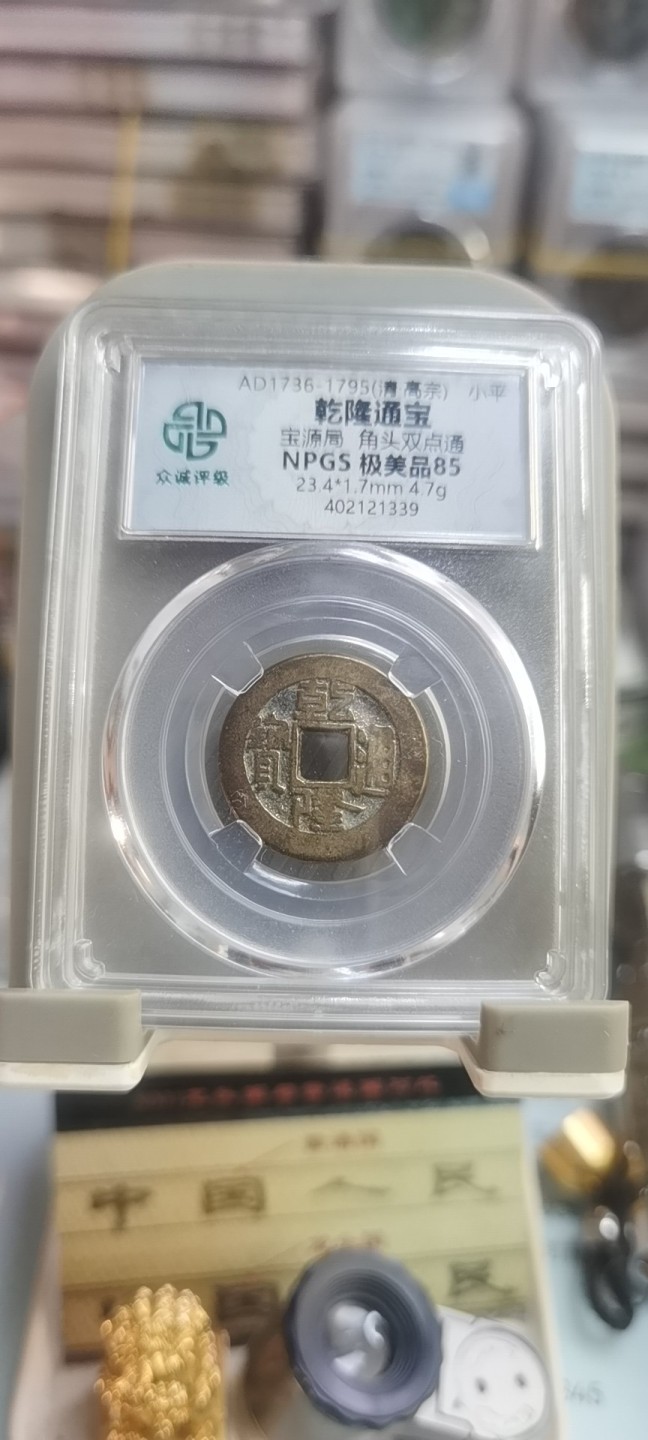 AD1736-1795(清 高宗) 小平
乾隆通宝
宝源局 角头双点通
NPGS 极美品85
23.4*1.7mm 4.7g
402121339
众诚评级
乾
寶 通
隆
中国人民
国 民